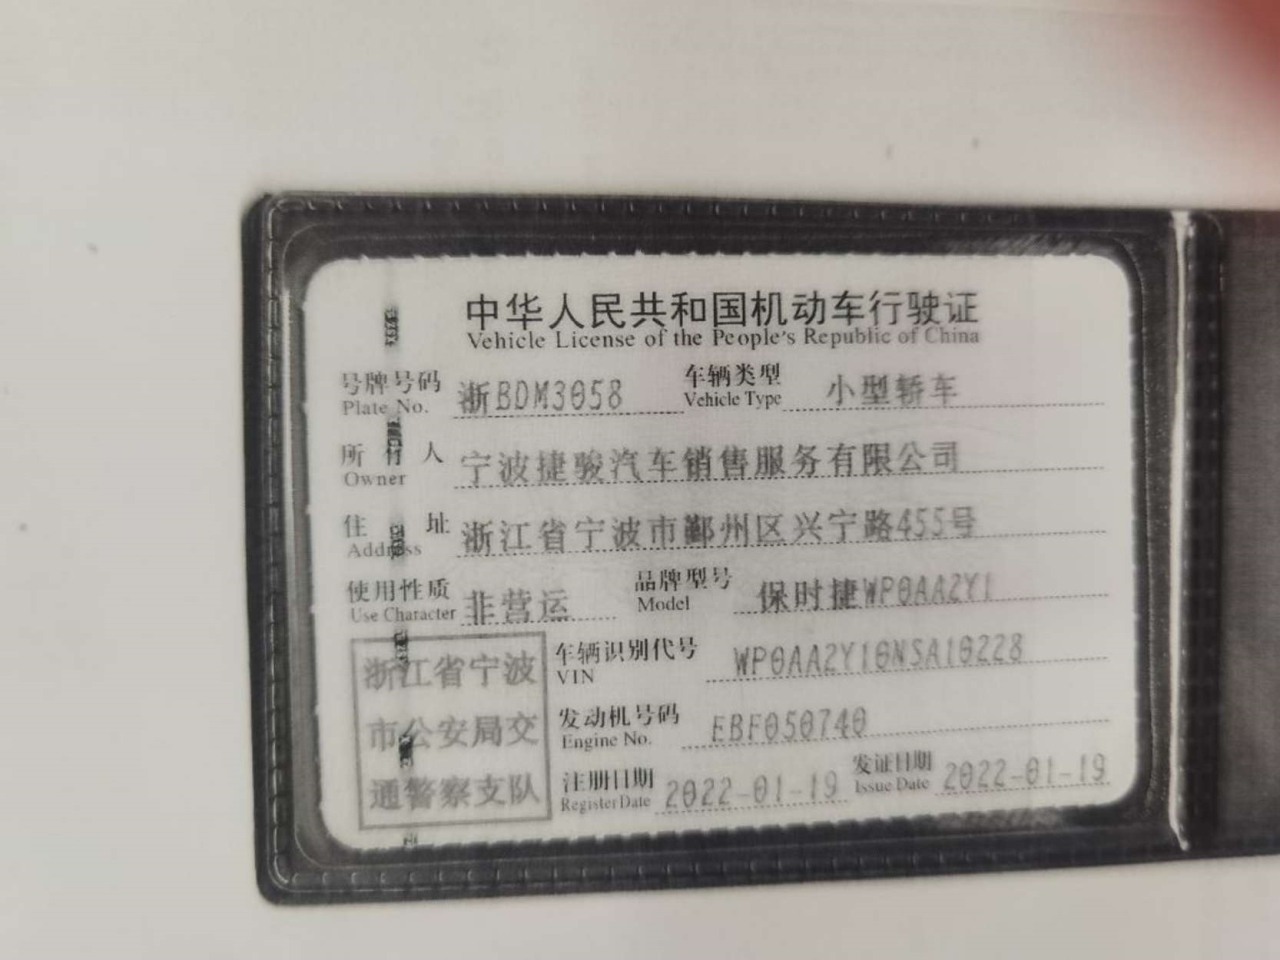 中华人民共和国机动车行驶证
Vehicle License of the People's Republic of China
号牌号码 浙BDM3058 车辆类型 小型轿车
Plate No. Vehicle Type
所有人 宁波捷骏汽车销售服务有限公司
Owner
住址 浙江省宁波市鄞州区兴宁路455号
Address
使用性质 非营运 品牌型号 保时捷WP0AA2Y1
Use Character Model
浙江省宁波 车辆识别代号 WP0AA2Y10NSA10228
VIN
市公安局交 发动机号码 EBF050740
Engine No.
通警察支队 注册日期 2022-01-19 发证日期 2022-01-19
Register Date Issue Date